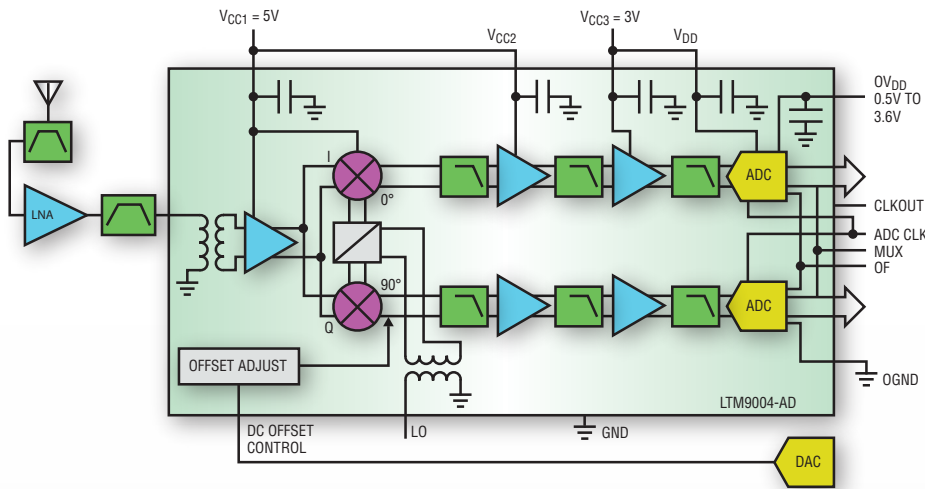 VCC1 = 5V
VCC3 = 3V
VCC2
VDD
OVDD
0.5V TO
3.6V
I
0°
ADC
LNA
CLKOUT
ADC CLK
MUX
OF
90°
Q
ADC
OFFSET ADJUST
OGND
LTM9004-AD
DC OFFSET
CONTROL
LO
GND
DAC